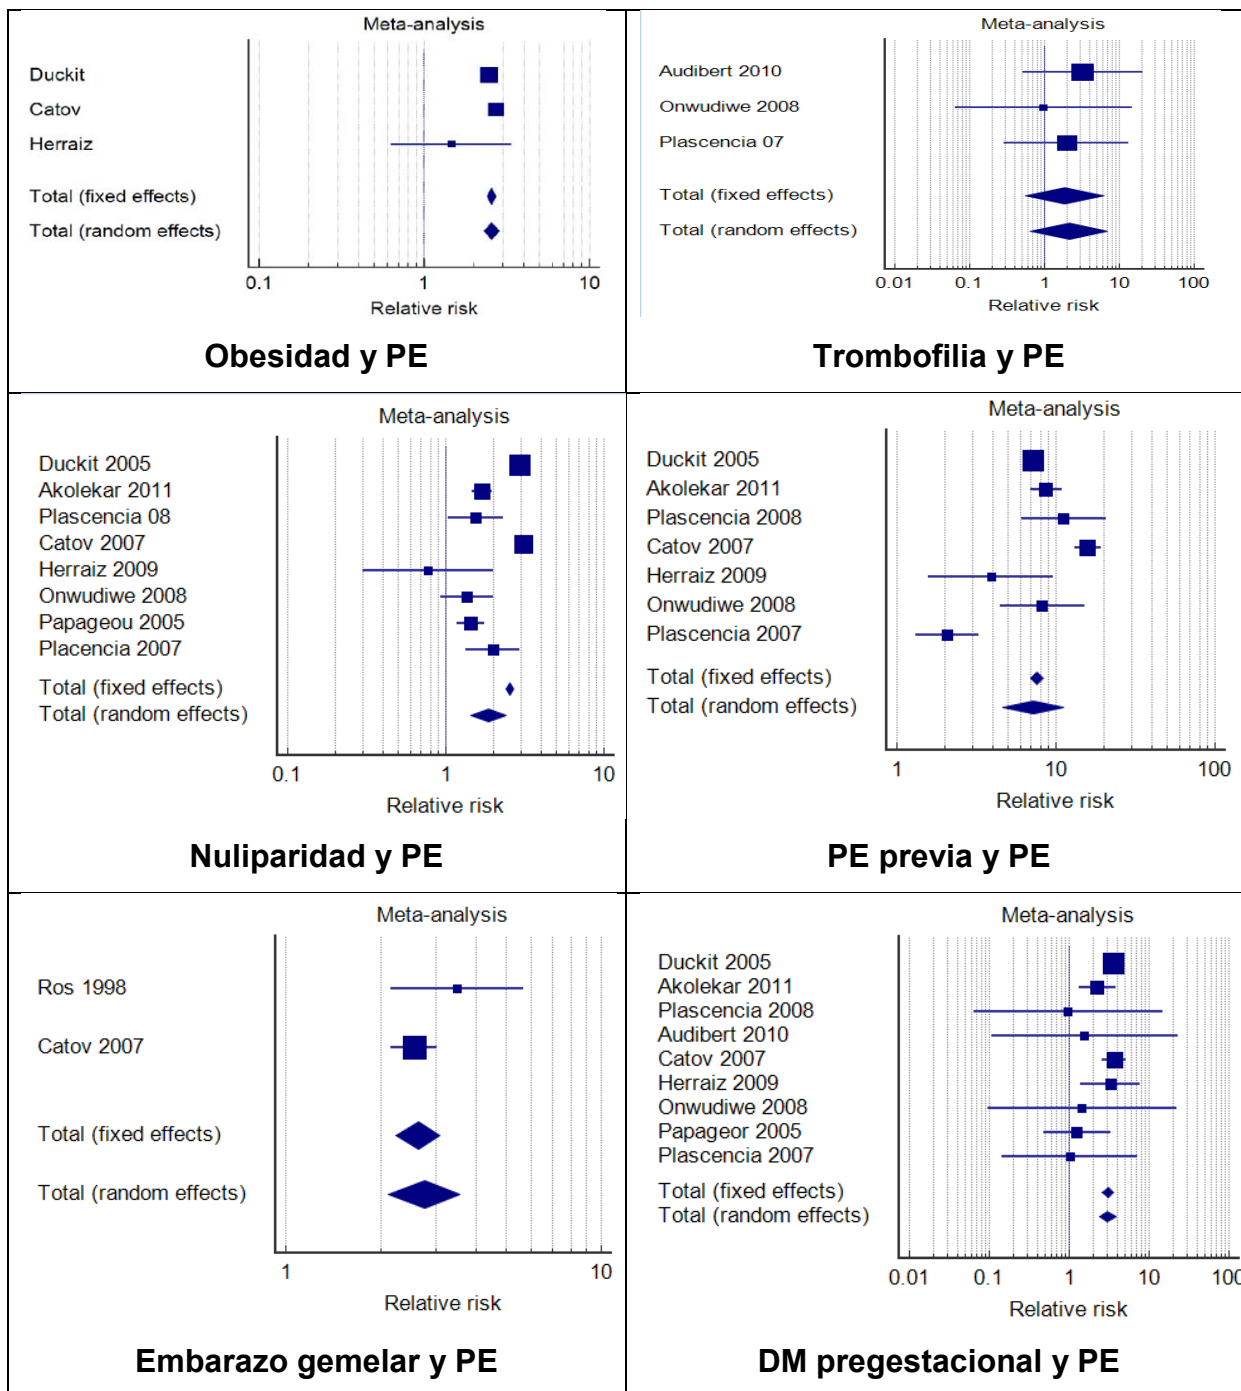 Meta-analysis
Duckit
Catov
Herraiz
Total (fixed effects)
Total (random effects)
0.1 1 10
Relative risk
Obesidad y PE
Meta-analysis
Audibert 2010
Onwudiwe 2008
Plascencia 07
Total (fixed effects)
Total (random effects)
0.01 0.1 1 10 100
Relative risk
Trombofilia y PE
Meta-analysis
Duckit 2005
Akolekar 2011
Plascencia 08
Catov 2007
Herraiz 2009
Onwudiwe 2008
Papageou 2005
Placencia 2007
Total (fixed effects)
Total (random effects)
0.1 1 10
Relative risk
Nuliparidad y PE
Meta-analysis
Duckit 2005
Akolekar 2011
Plascencia 2008
Catov 2007
Herraiz 2009
Onwudiwe 2008
Plascencia 2007
Total (fixed effects)
Total (random effects)
1 10 100
Relative risk
PE previa y PE
Meta-analysis
Ros 1998
Catov 2007
Total (fixed effects)
Total (random effects)
1 10
Relative risk
Embarazo gemelar y PE
Meta-analysis
Duckit 2005
Akolekar 2011
Plascencia 2008
Audibert 2010
Catov 2007
Herraiz 2009
Onwudiwe 2008
Papageor 2005
Plascencia 2007
Total (fixed effects)
Total (random effects)
0.01 0.1 1 10 100
Relative risk
DM pregestacional y PE